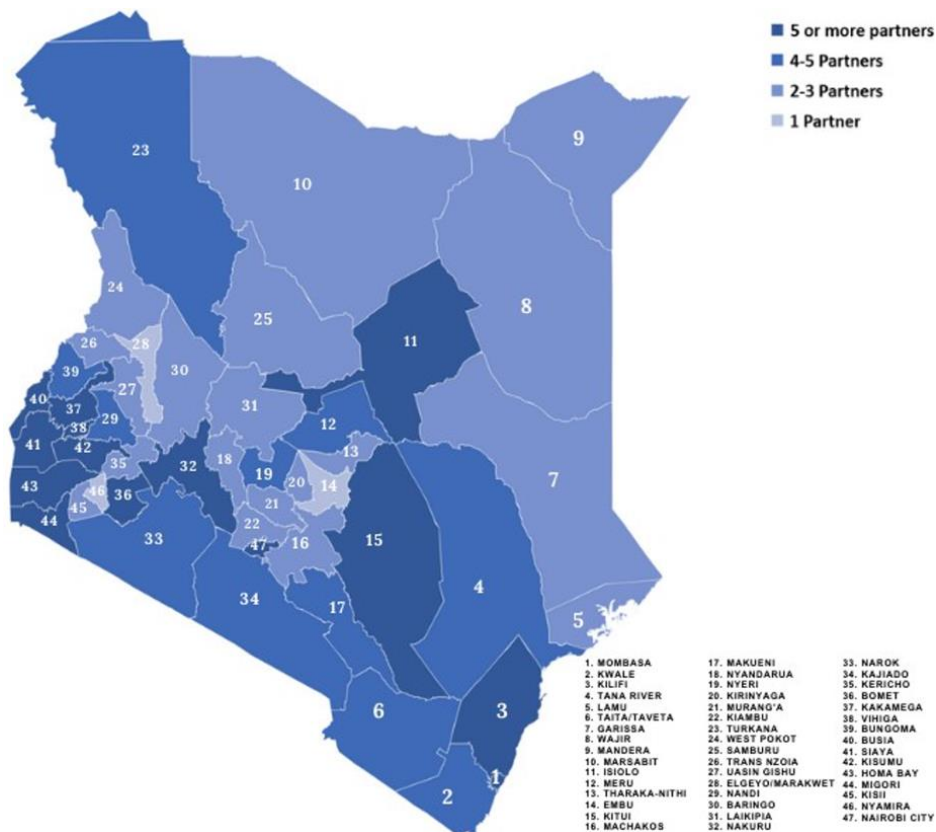 5 or more partners
4-5 Partners
2-3 Partners
1 Partner
23
10
9
24
25
8
26
28
11
39
27
30
40
37
31
29
12
38
41
42
13
32
18
35
19
20
14
43
46
36
7
45
21
44
22
33
47
16
15
34
17
4
5
6
3
1
2
1. MOMBASA
2. KWALE
3. KILIFI
4. TANA RIVER
5. LAMU
6. TAITA/TAVETA
7. GARISSA
8. WAJIR
9. MANDERA
10. MARSABIT
11. ISIOLO
12. MERU
13. THARAKA-NITHI
14. EMBU
15. KITUI
16. MACHAKOS
17. MAKUENI
18. NYANDARUA
19. NYERI
20. KIRINYAGA
21. MURANG'A
22. KIAMBU
23. TURKANA
24. WEST POKOT
25. SAMBURU
26. TRANS NZOIA
27. UASIN GISHU
28. ELGEYO/MARAKWET
29. NANDI
30. BARINGO
31. LAIKIPIA
32. NAKURU
33. NAROK
34. KAJIADO
35. KERICHO
36. BOMET
37. KAKAMEGA
38. VIHIGA
39. BUNGOMA
40. BUSIA
41. SIAYA
42. KISUMU
43. HOMA BAY
44. MIGORI
45. KISII
46. NYAMIRA
47. NAIROBI CITY